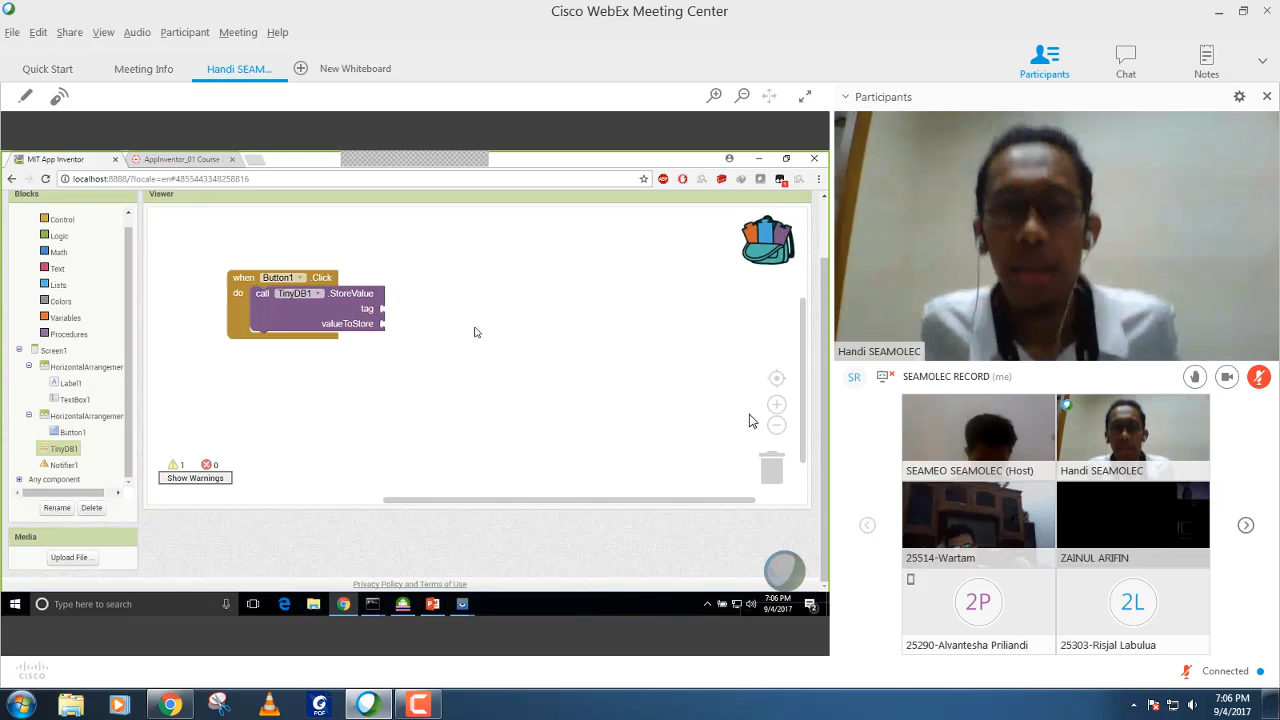 Cisco WebEx Meeting Center
File Edit Share View Audio Participant Meeting Help
Quick Start Meeting Info Handi SEAM... New Whiteboard
Participants Chat Notes
Participants
MIT App Inventor AppInventor_01 Course
localhost:8888/?locale=en#4855443348258816
Blocks Viewer
Control
Logic
Math
Text
Lists
Colors
Variables
Procedures
Screen1
HorizontalArrangemer
Label1
TextBox1
HorizontalArrangemer
Button1
TinyDB1
Notifier1
Any component
Rename Delete
Media
Upload File ...
when Button1 .Click
do call TinyDB1 .StoreValue
tag
valueToStore
1 0
Show Warnings
Privacy Policy and Terms of Use
Type here to search
7:06 PM
9/4/2017
2
Handi SEAMOLEC
SR SEAMOLEC RECORD (me)
SEAMEO SEAMOLEC (Host) Handi SEAMOLEC
25514-Wartam ZAINUL ARIFIN
2P 2L
25290-Alvantesha Priliandi 25303-Risjal Labulua
CISCO
Connected
PDF
7:06 PM
9/4/2017